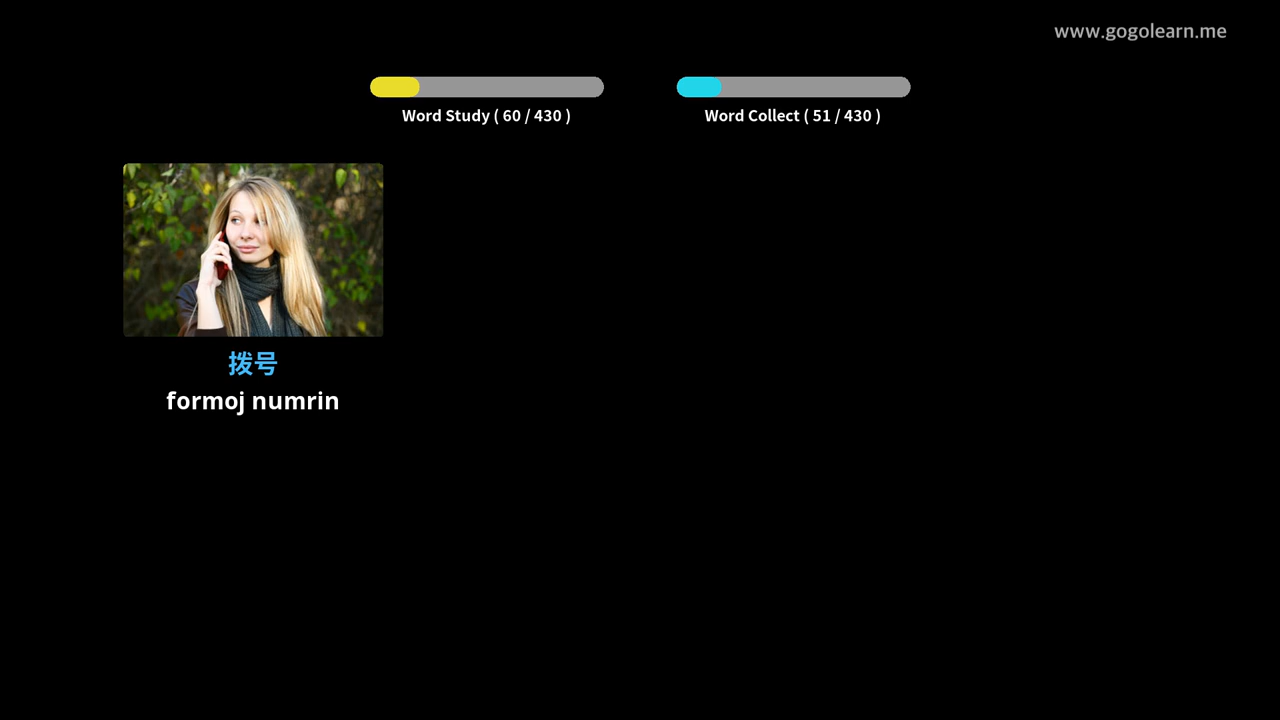 www.gogolearn.me
Word Study ( 60 / 430 )
Word Collect ( 51 / 430 )
拨号
formoj numrin